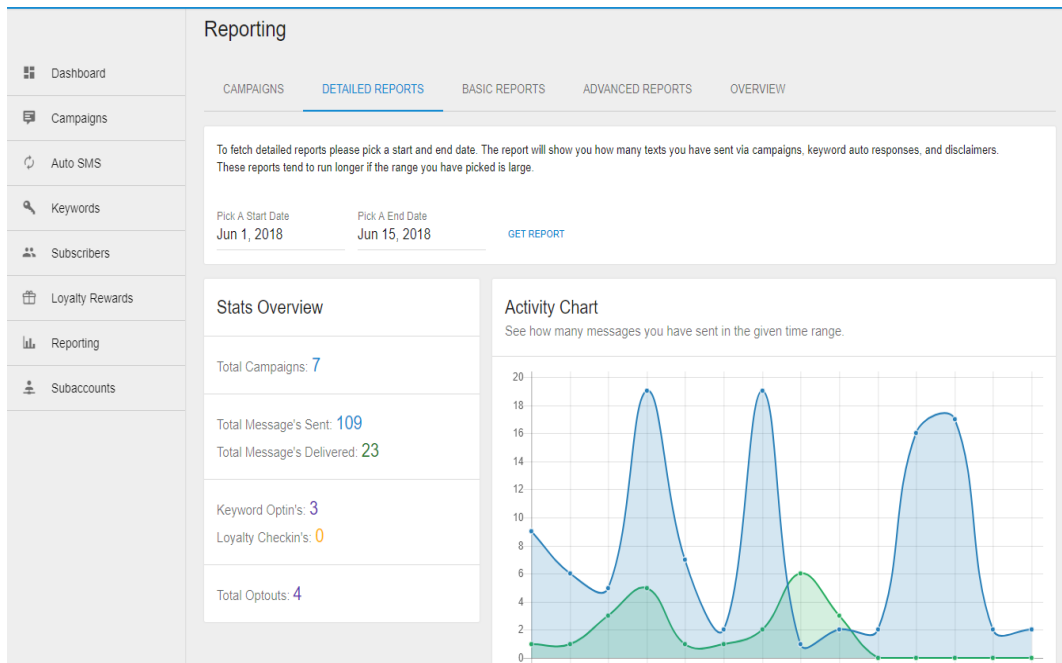 Reporting
Dashboard
Campaigns
Auto SMS
Keywords
Subscribers
Loyalty Rewards
Reporting
Subaccounts
CAMPAIGNS DETAILED REPORTS BASIC REPORTS ADVANCED REPORTS OVERVIEW
To fetch detailed reports please pick a start and end date. The report will show you how many texts you have sent via campaigns, keyword auto responses, and disclaimers.
These reports tend to run longer if the range you have picked is large.
Pick A Start Date Pick A End Date
Jun 1, 2018 Jun 15, 2018 GET REPORT
Stats Overview
Total Campaigns: 7
Total Message's Sent: 109
Total Message's Delivered: 23
Keyword Optin's: 3
Loyalty Checkin's: 0
Total Optouts: 4
Activity Chart
See how many messages you have sent in the given time range.
20
18
16
14
12
10
8
6
4
2
0